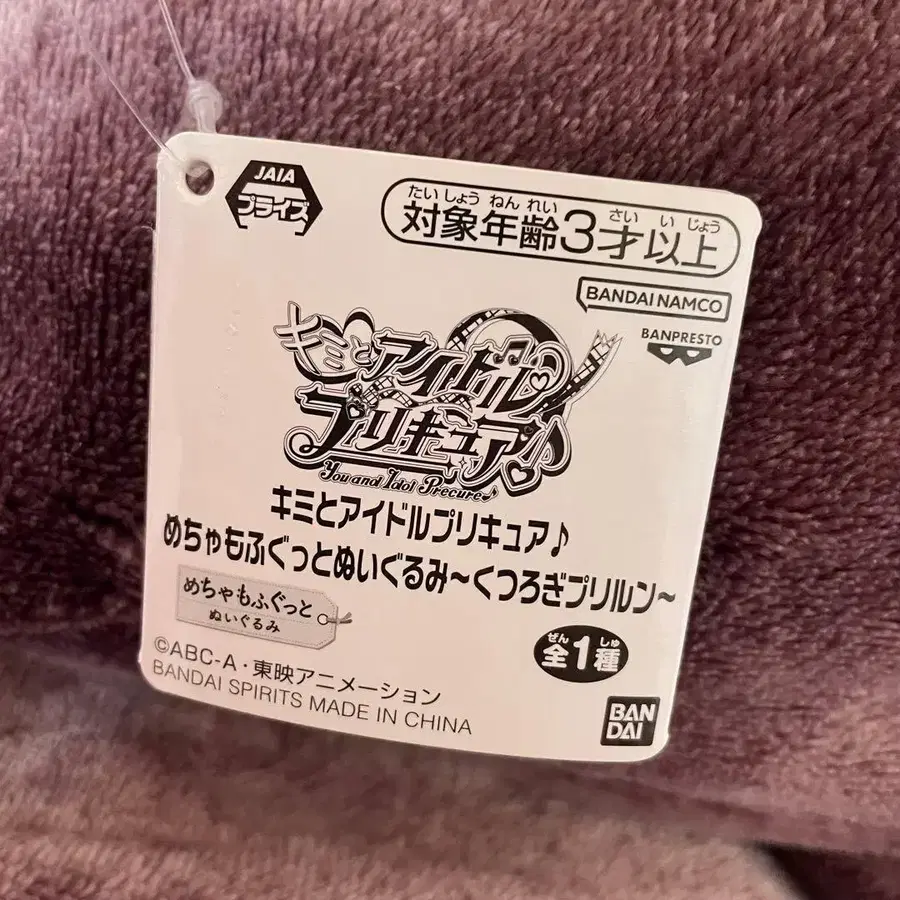 JAIA
プライズ
たいしょうねんれい さい い じょう
対象年齢3才以上
BANDAI NAMCO
BANPRESTO
キミとアイドル
プリキュア♪
You and Idol Precure♪
キミとアイドルプリキュア♪
めちゃもふぐっとぬいぐるみ～くつろぎプリルン～
めちゃもふぐっと
ぬいぐるみ
ぜん しゅ
全1種
©ABC-A・東映アニメーション
BANDAI SPIRITS MADE IN CHINA
BAN
DAI